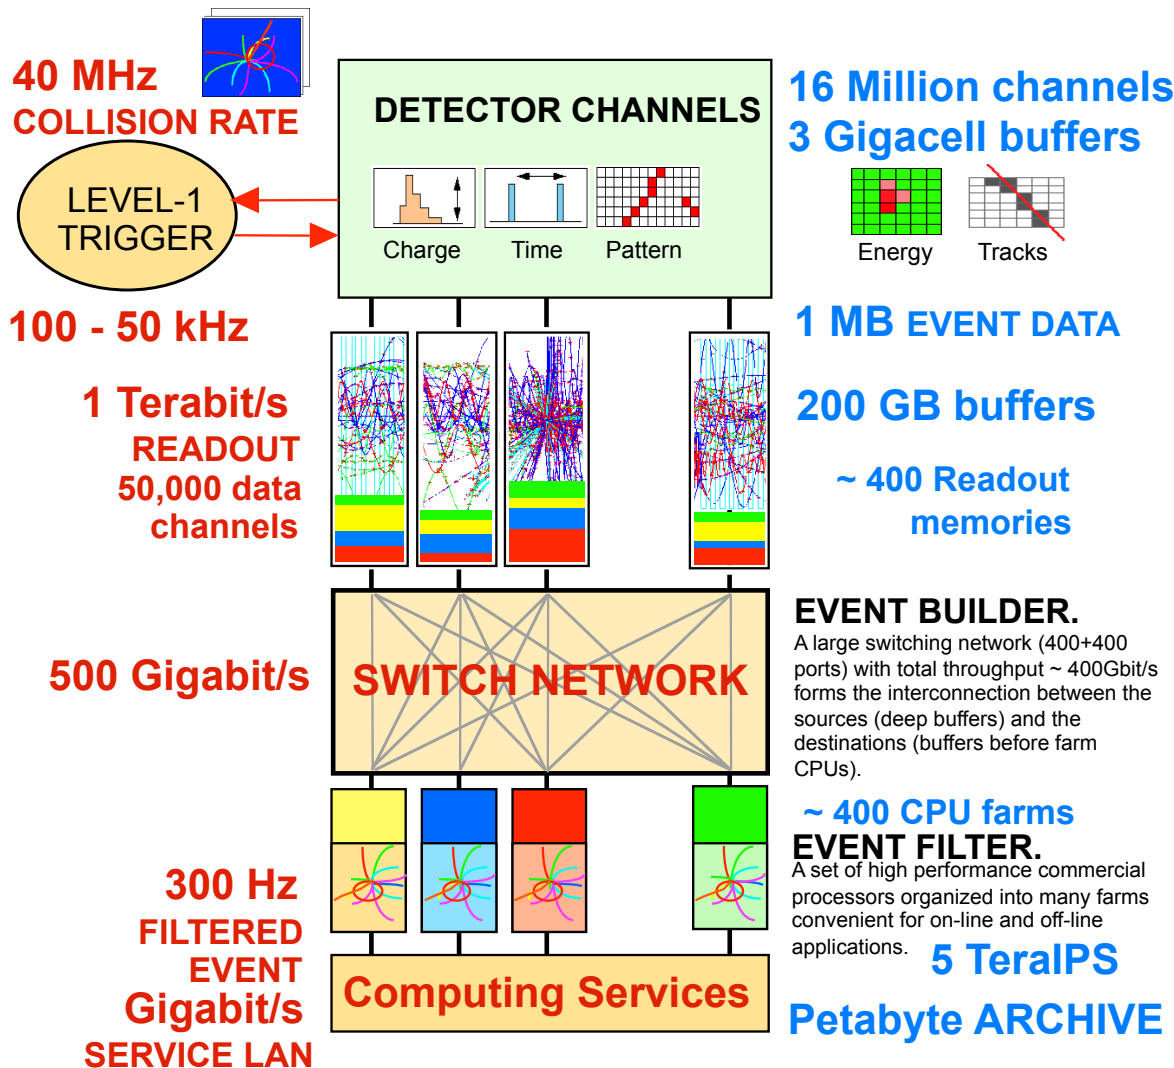 40 MHz
COLLISION RATE
LEVEL-1
TRIGGER
DETECTOR CHANNELS
Charge
Time
Pattern
16 Million channels
3 Gigacell buffers
Energy
Tracks
100 - 50 kHz
1 MB EVENT DATA
1 Terabit/s
READOUT
50,000 data
channels
200 GB buffers
~ 400 Readout
memories
500 Gigabit/s
SWITCH NETWORK
EVENT BUILDER.
A large switching network (400+400
ports) with total throughput ~ 400Gbit/s
forms the interconnection between the
sources (deep buffers) and the
destinations (buffers before farm
CPUs).
~ 400 CPU farms
EVENT FILTER.
A set of high performance commercial
processors organized into many farms
convenient for on-line and off-line
applications.
5 TeraIPS
300 Hz
FILTERED
EVENT
Gigabit/s
SERVICE LAN
Computing Services
Petabyte ARCHIVE